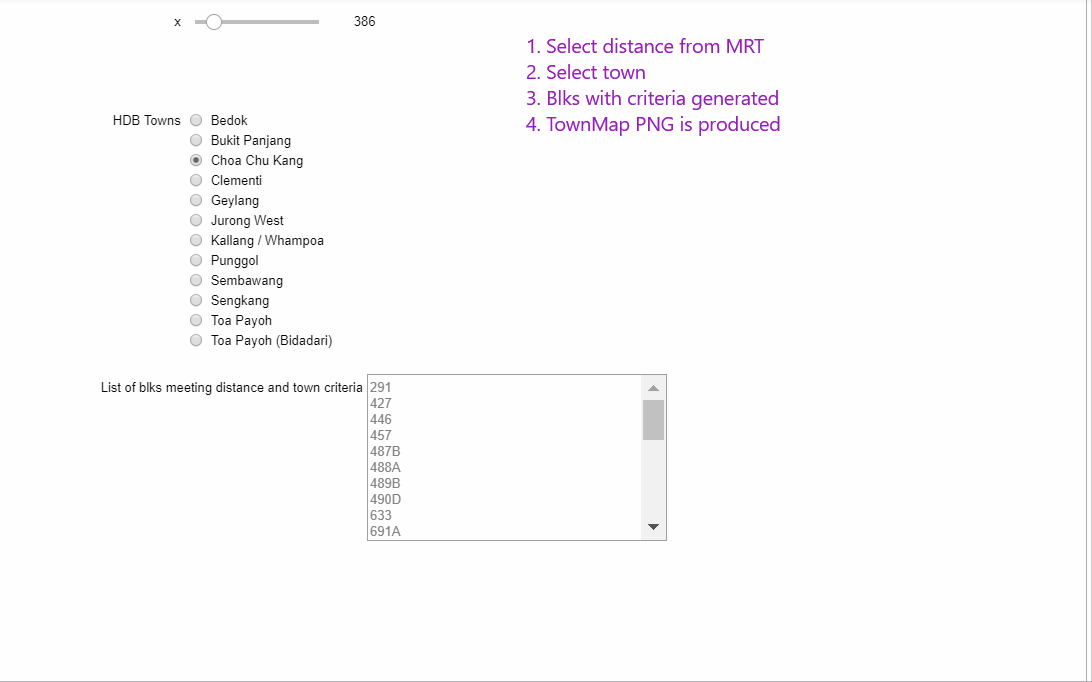 x 386
1. Select distance from MRT
2. Select town
3. Blks with criteria generated
4. TownMap PNG is produced
HDB Towns Bedok
Bukit Panjang
Choa Chu Kang
Clementi
Geylang
Jurong West
Kallang / Whampoa
Punggol
Sembawang
Sengkang
Toa Payoh
Toa Payoh (Bidadari)
List of blks meeting distance and town criteria 291
427
446
457
487B
488A
489B
490D
633
691A